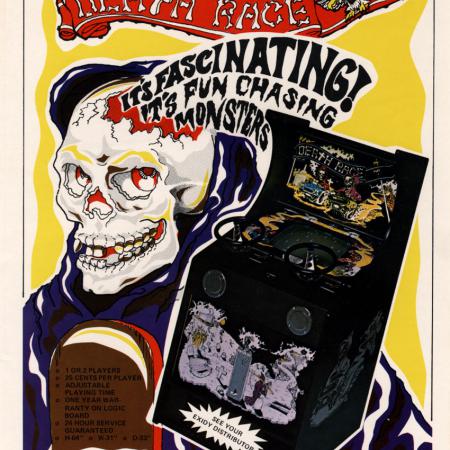 DEATH RACE
IT'S FASCINATING!
IT'S FUN CHASING
MONSTERS
DEATH RACE
• 1 OR 2 PLAYERS
• 25 CENTS PER PLAYER
• ADJUSTABLE
PLAYING TIME
• ONE YEAR WAR-
RANTY ON LOGIC
BOARD
• 24 HOUR SERVICE
GUARANTEED
• H-64" • W-31" • D-33"
SEE YOUR
EXIDY DISTRIBUTOR